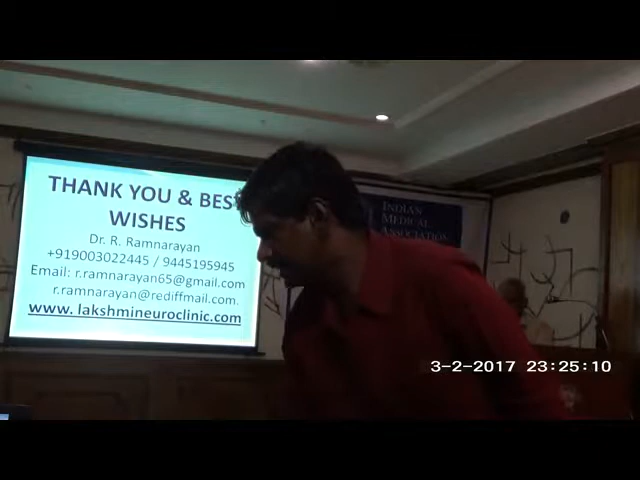 THANK YOU & BEST
WISHES
Dr. R. Ramnarayan
+919003022445 / 9445195945
Email: r.ramnarayan65@gmail.com
r.ramnarayan@rediffmail.com.
www. lakshmineuroclinic.com
INDIAN
MEDICAL
ASSOCIATION
3-2-2017 23:25:10